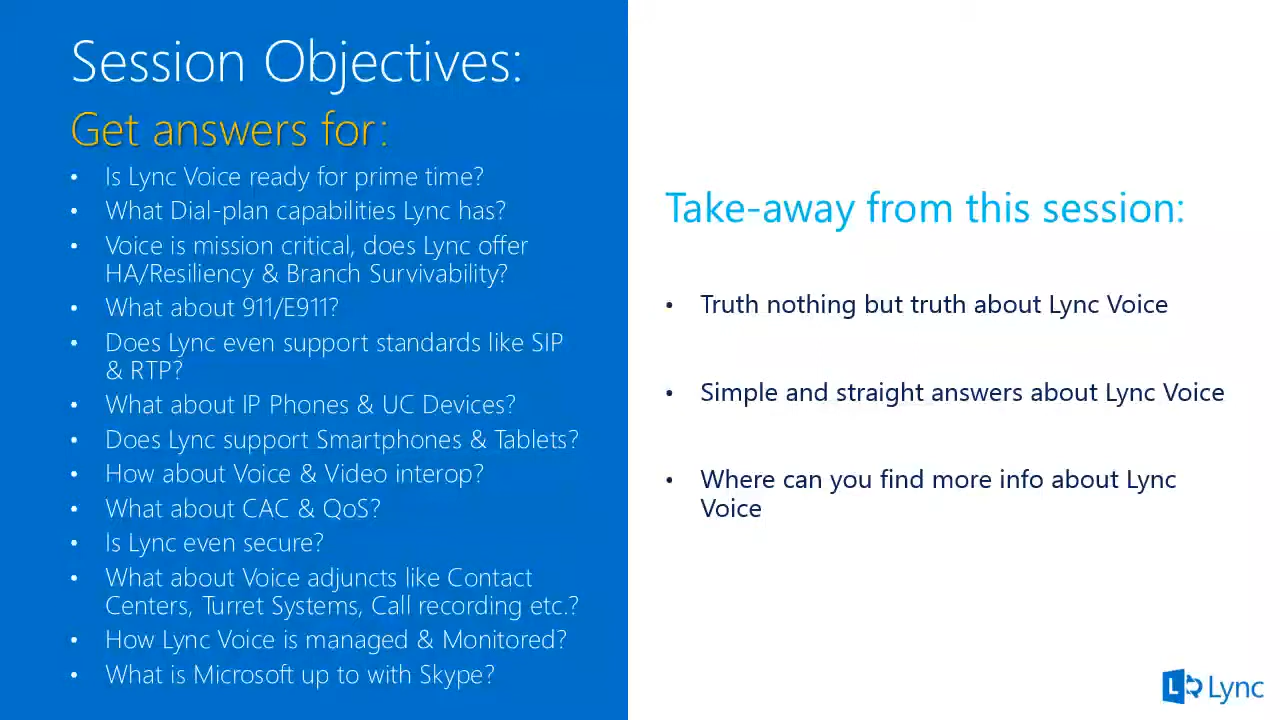 Session Objectives:
Get answers for:
• Is Lync Voice ready for prime time?
• What Dial-plan capabilities Lync has?
• Voice is mission critical, does Lync offer
HA/Resiliency & Branch Survivability?
• What about 911/E911?
• Does Lync even support standards like SIP
& RTP?
• What about IP Phones & UC Devices?
• Does Lync support Smartphones & Tablets?
• How about Voice & Video interop?
• What about CAC & QoS?
• Is Lync even secure?
• What about Voice adjuncts like Contact
Centers, Turret Systems, Call recording etc.?
• How Lync Voice is managed & Monitored?
• What is Microsoft up to with Skype?
Take-away from this session:
• Truth nothing but truth about Lync Voice
• Simple and straight answers about Lync Voice
• Where can you find more info about Lync
Voice
L Lync